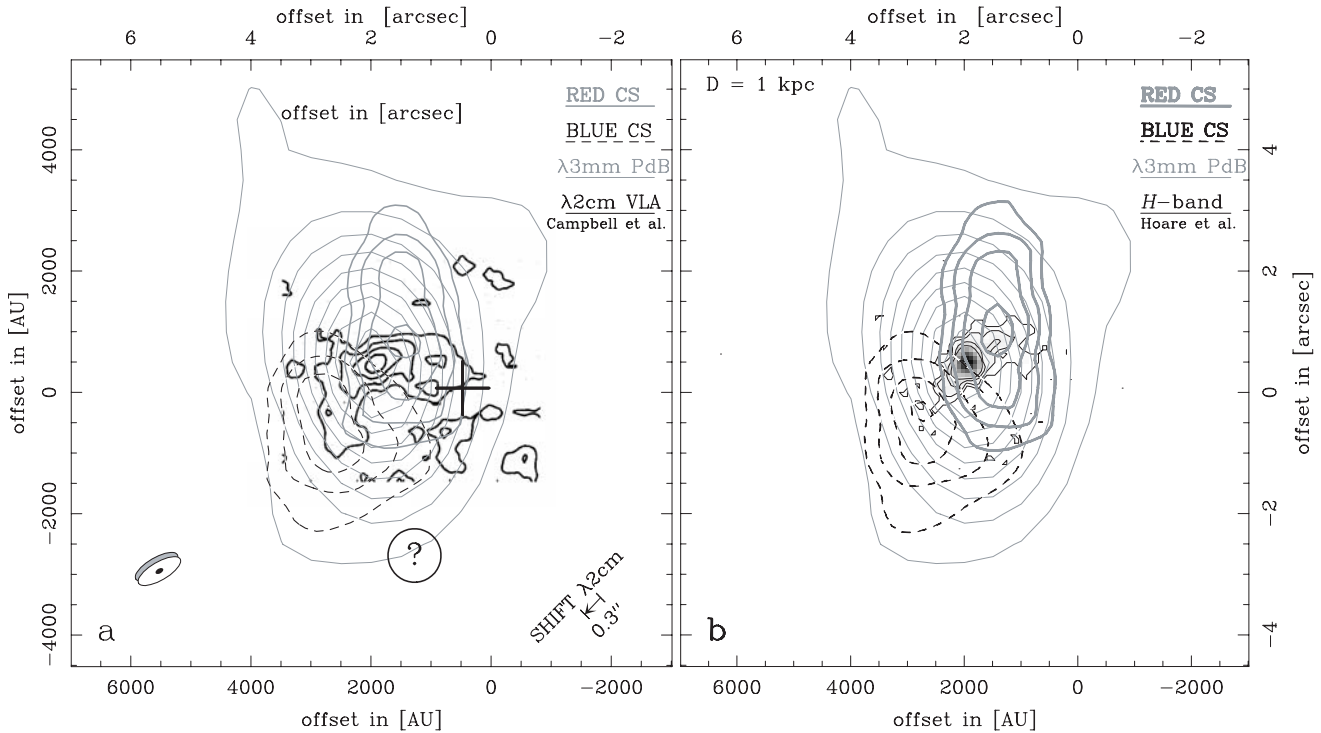 offset in [arcsec]
6 4 2 0 −2
offset in [arcsec]
6 4 2 0 −2
offset in [arcsec]
RED CS
BLUE CS
λ3mm PdB
λ2cm VLA
Campbell et al.
D = 1 kpc
RED CS
BLUE CS
λ3mm PdB
H−band
Hoare et al.
offset in [AU]
4000
2000
0
−2000
−4000
4
2
0
−2
−4
offset in [arcsec]
?
SHIFT λ2cm
0.3"
a
b
6000 4000 2000 0 −2000
offset in [AU]
6000 4000 2000 0 −2000
offset in [AU]